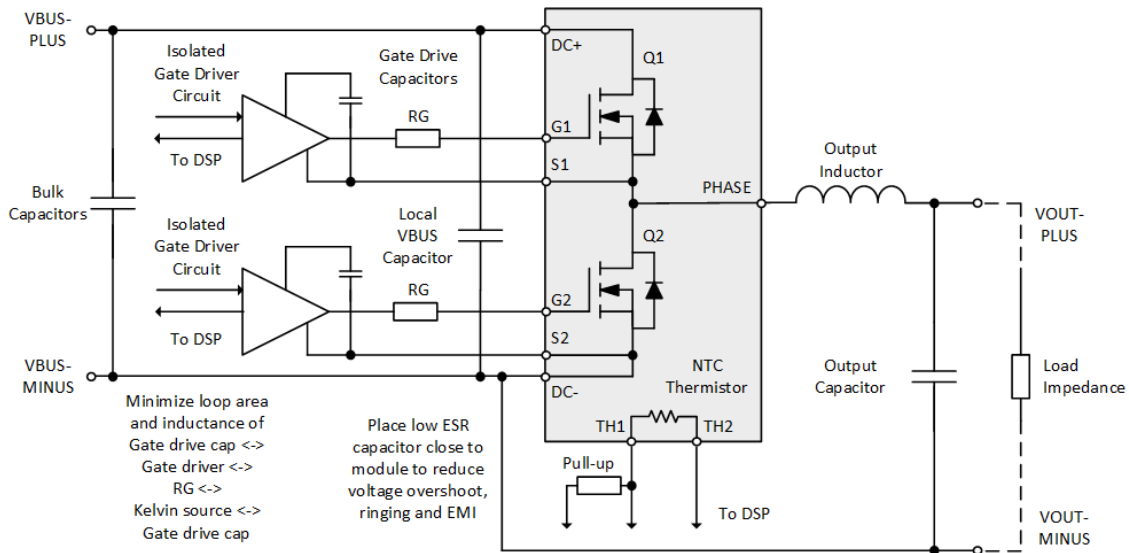 VBUS-
PLUS
Isolated
Gate Driver
Circuit
Gate Drive
Capacitors
DC+
Q1
RG
G1
To DSP
S1
Bulk
Capacitors
PHASE
Output
Inductor
VOUT-
PLUS
Isolated
Gate Driver
Circuit
Local
VBUS
Capacitor
Q2
RG
G2
To DSP
S2
VBUS-
MINUS
DC-
NTC
Thermistor
Output
Capacitor
Load
Impedance
Minimize loop area
and inductance of
Gate drive cap <->
Gate driver <->
RG <->
Kelvin source <->
Gate drive cap
Place low ESR
capacitor close to
module to reduce
voltage overshoot,
ringing and EMI
TH1
TH2
Pull-up
To DSP
VOUT-
MINUS